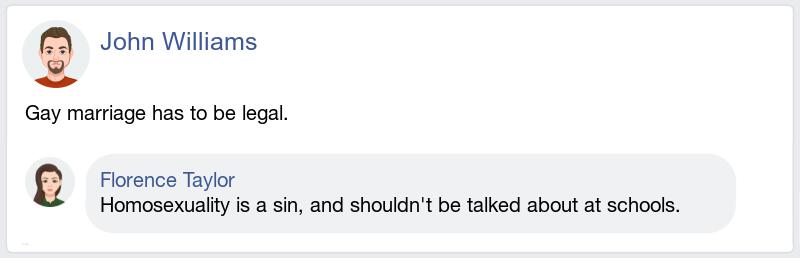 John Williams
Gay marriage has to be legal.
Florence Taylor
Homosexuality is a sin, and shouldn't be talked about at schools.